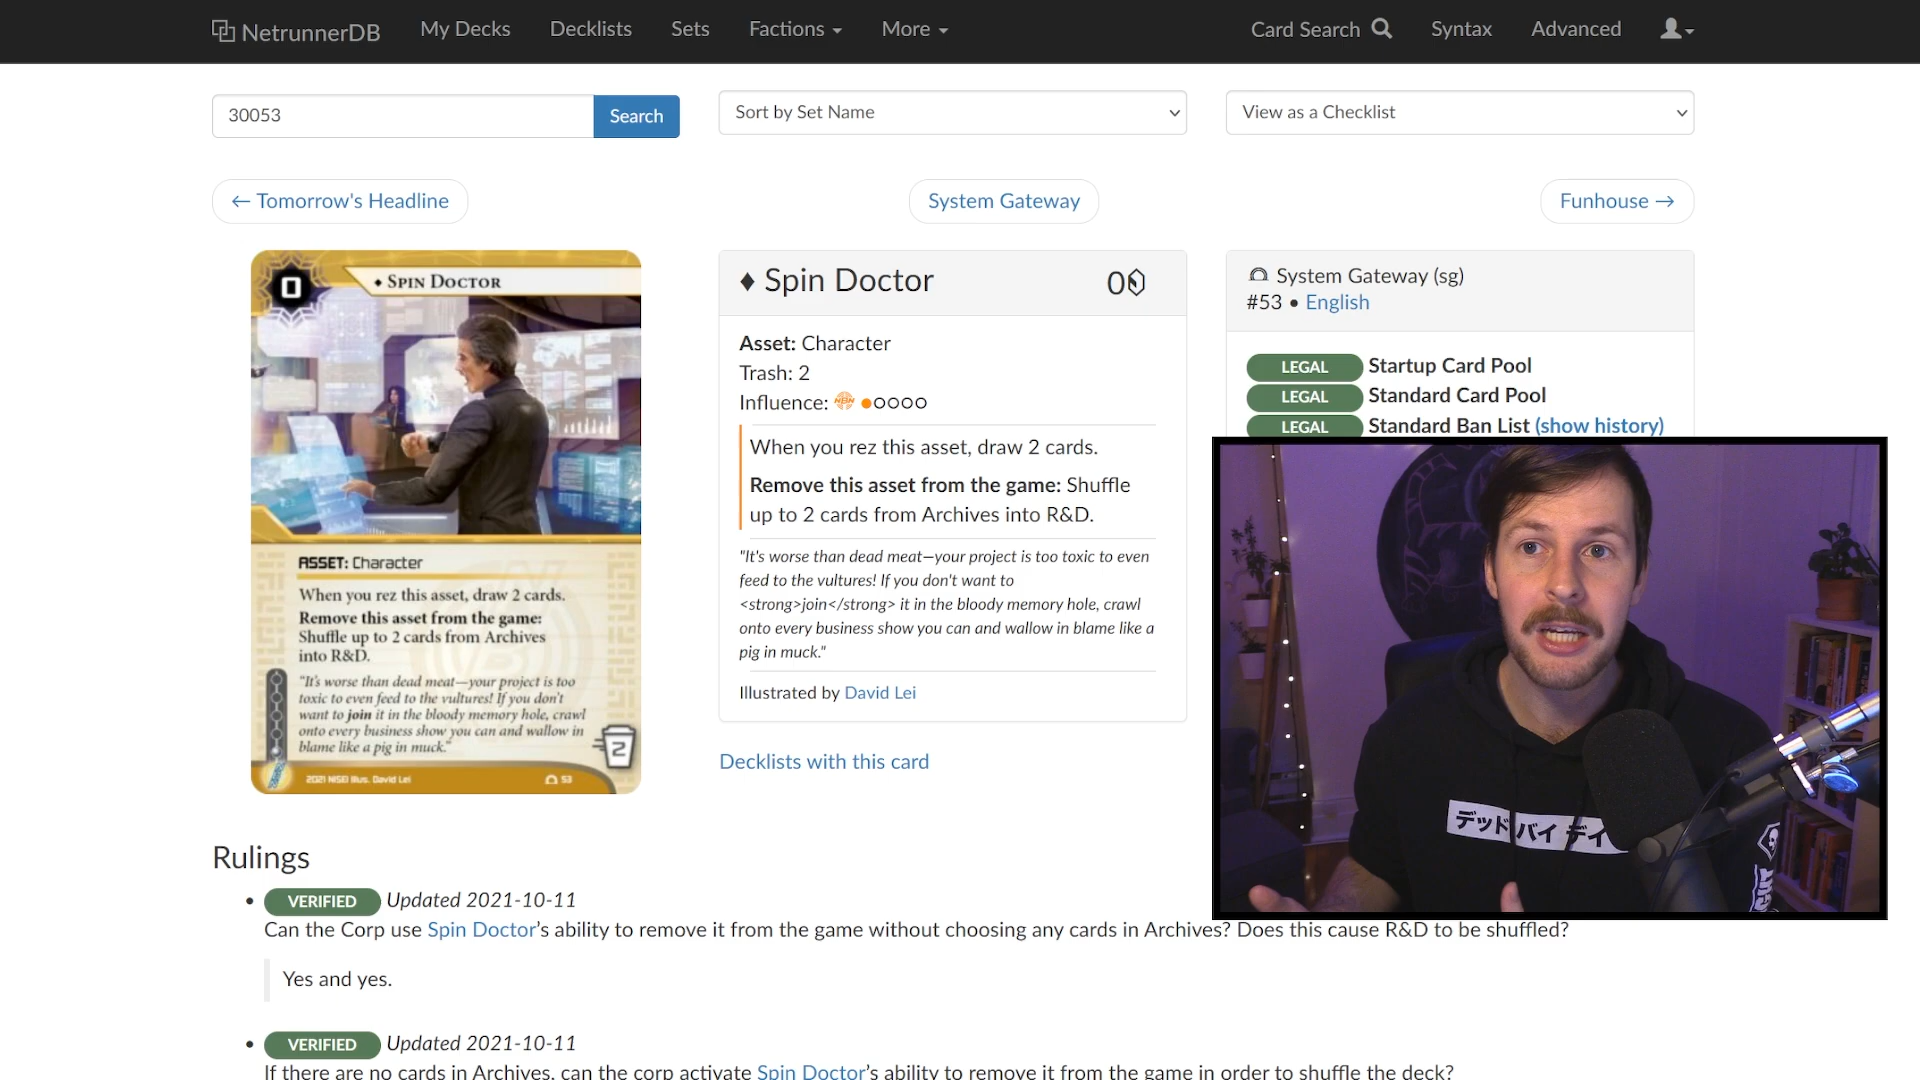 NetrunnerDB My Decks Decklists Sets Factions More Card Search Syntax Advanced
30053 Search Sort by Set Name View as a Checklist
← Tomorrow's Headline System Gateway Funhouse →
0
♦ SPIN DOCTOR
ASSET: Character
When you rez this asset, draw 2 cards.
Remove this asset from the game:
Shuffle up to 2 cards from Archives
into R&D.
"It's worse than dead meat—your project is too
toxic to even feed to the vultures! If you don't
want to join it in the bloody memory hole, crawl
onto every business show you can and wallow in
blame like a pig in muck."
2
2021 NISEI Illus. David Lei 53
♦ Spin Doctor 0
Asset: Character
Trash: 2
Influence: NBN ●○○○○
When you rez this asset, draw 2 cards.
Remove this asset from the game: Shuffle
up to 2 cards from Archives into R&D.
"It's worse than dead meat—your project is too toxic to even
feed to the vultures! If you don't want to
<strong>join</strong> it in the bloody memory hole, crawl
onto every business show you can and wallow in blame like a
pig in muck."
Illustrated by David Lei
Decklists with this card
System Gateway (sg)
#53 • English
LEGAL Startup Card Pool
LEGAL Standard Card Pool
LEGAL Standard Ban List (show history)
デッド バイ デイ
Rulings
• VERIFIED Updated 2021-10-11
Can the Corp use Spin Doctor's ability to remove it from the game without choosing any cards in Archives? Does this cause R&D to be shuffled?
Yes and yes.
• VERIFIED Updated 2021-10-11
If there are no cards in Archives, can the corp activate Spin Doctor's ability to remove it from the game in order to shuffle the deck?